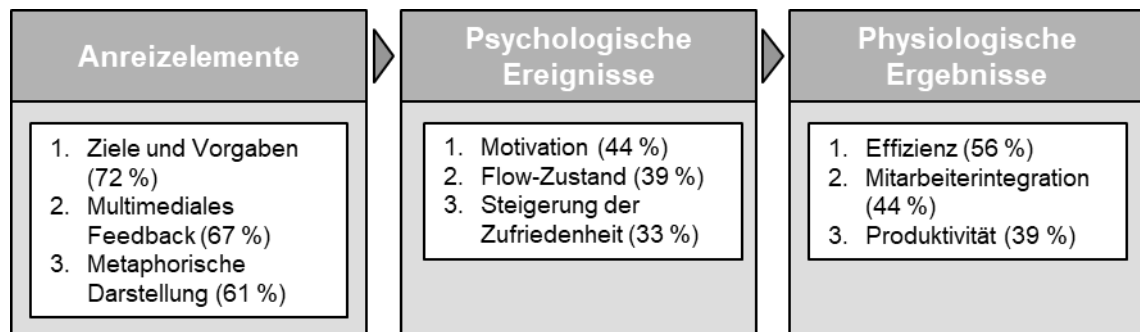 Anreizelemente
Psychologische
Ereignisse
Physiologische
Ergebnisse
1. Ziele und Vorgaben
(72 %)
2. Multimediales
Feedback (67 %)
3. Metaphorische
Darstellung (61 %)
1. Motivation (44 %)
2. Flow-Zustand (39 %)
3. Steigerung der
Zufriedenheit (33 %)
1. Effizienz (56 %)
2. Mitarbeiterintegration
(44 %)
3. Produktivität (39 %)